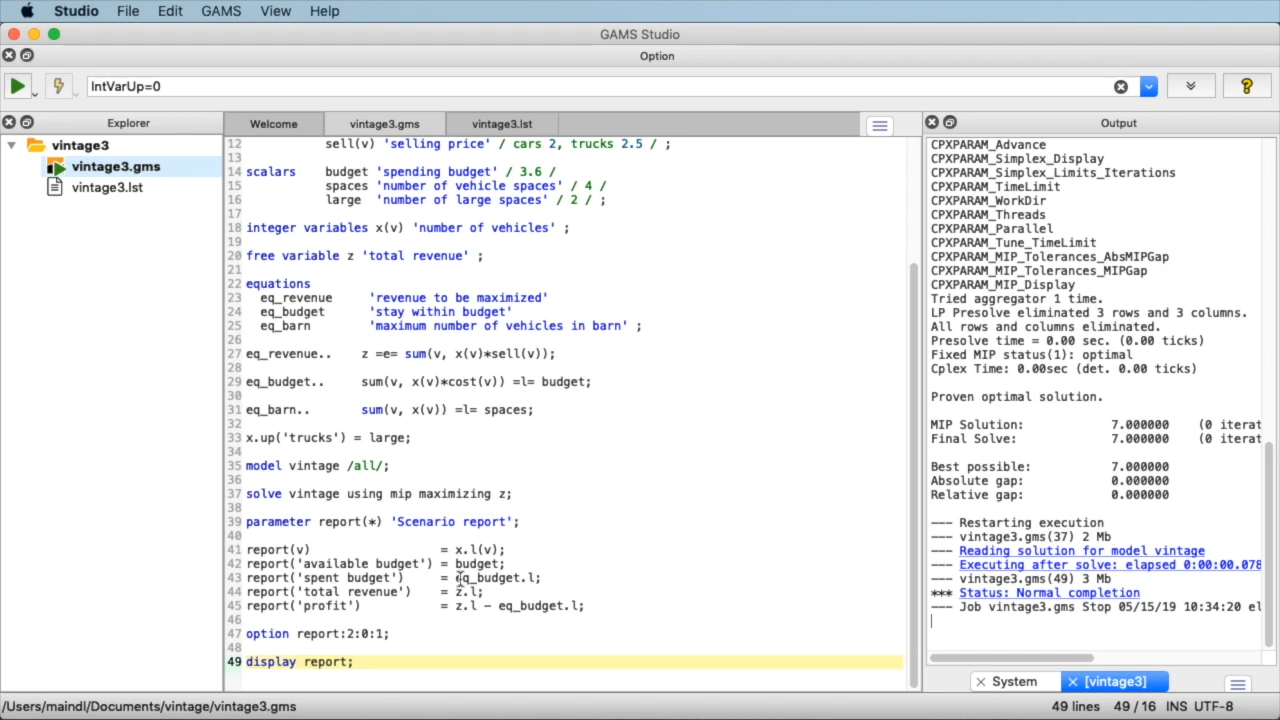 Studio File Edit GAMS View Help
GAMS Studio
Option
IntVarUp=0
Explorer
vintage3
vintage3.gms
vintage3.lst
Welcome vintage3.gms vintage3.lst
12 sell(v) 'selling price' / cars 2, trucks 2.5 / ;
13
14 scalars budget 'spending budget' / 3.6 /
15 spaces 'number of vehicle spaces' / 4 /
16 large 'number of large spaces' / 2 / ;
17
18 integer variables x(v) 'number of vehicles' ;
19
20 free variable z 'total revenue' ;
21
22 equations
23 eq_revenue 'revenue to be maximized'
24 eq_budget 'stay within budget'
25 eq_barn 'maximum number of vehicles in barn' ;
26
27 eq_revenue.. z =e= sum(v, x(v)*sell(v));
28
29 eq_budget.. sum(v, x(v)*cost(v)) =l= budget;
30
31 eq_barn.. sum(v, x(v)) =l= spaces;
32
33 x.up('trucks') = large;
34
35 model vintage /all/;
36
37 solve vintage using mip maximizing z;
38
39 parameter report(*) 'Scenario report';
40
41 report(v) = x.l(v);
42 report('available budget') = budget;
43 report('spent budget') = eq_budget.l;
44 report('total revenue') = z.l;
45 report('profit') = z.l - eq_budget.l;
46
47 option report:2:0:1;
48
49 display report;
Output
CPXPARAM_Advance
CPXPARAM_Simplex_Display
CPXPARAM_Simplex_Limits_Iterations
CPXPARAM_TimeLimit
CPXPARAM_WorkDir
CPXPARAM_Threads
CPXPARAM_Parallel
CPXPARAM_Tune_TimeLimit
CPXPARAM_MIP_Tolerances_AbsMIPGap
CPXPARAM_MIP_Tolerances_MIPGap
CPXPARAM_MIP_Display
Tried aggregator 1 time.
LP Presolve eliminated 3 rows and 3 columns.
All rows and columns eliminated.
Presolve time = 0.00 sec. (0.00 ticks)
Fixed MIP status(1): optimal
Cplex Time: 0.00sec (det. 0.00 ticks)
Proven optimal solution.
MIP Solution: 7.000000 (0 iterat
Final Solve: 7.000000 (0 iterat
Best possible: 7.000000
Absolute gap: 0.000000
Relative gap: 0.000000
--- Restarting execution
--- vintage3.gms(37) 2 Mb
--- Reading solution for model vintage
--- Executing after solve: elapsed 0:00:00.078
--- vintage3.gms(49) 3 Mb
*** Status: Normal completion
--- Job vintage3.gms Stop 05/15/19 10:34:20 el
System [vintage3]
/Users/maindl/Documents/vintage/vintage3.gms 49 lines 49 / 16 INS UTF-8